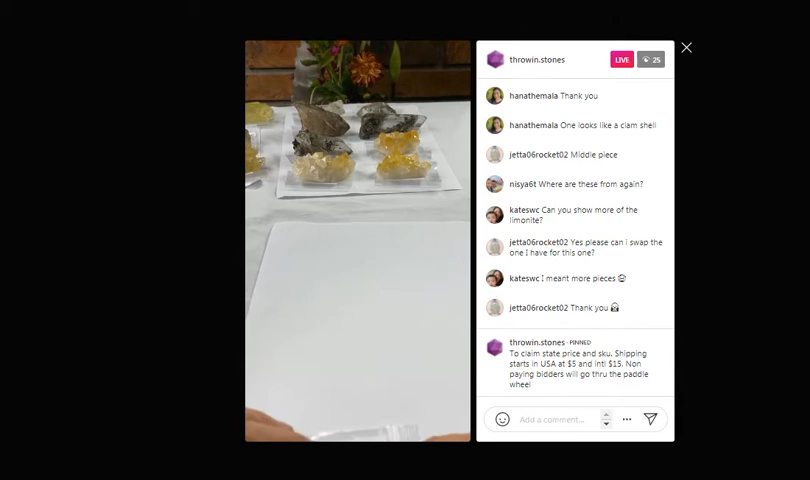 throwin.stones
LIVE
25
hanathemala Thank you
hanathemala One looks like a clam shell
jetta06rocket02 Middle piece
nisya6t Where are these from again?
kateswc Can you show more of the
limonite?
jetta06rocket02 Yes please can i swap the
one I have for this one?
kateswc I meant more pieces
jetta06rocket02 Thank you
throwin.stones · PINNED
To claim state price and sku. Shipping
starts in USA at $5 and intl $15. Non
paying bidders will go thru the paddle
wheel
Add a comment...